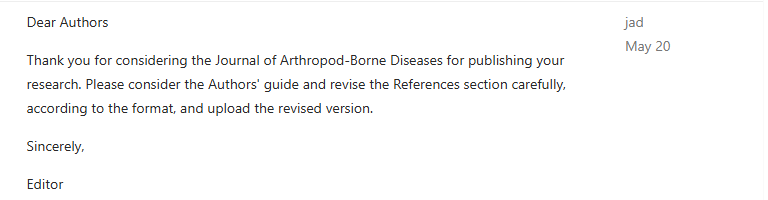 Dear Authors
jad
May 20
Thank you for considering the Journal of Arthropod-Borne Diseases for publishing your
research. Please consider the Authors' guide and revise the References section carefully,
according to the format, and upload the revised version.
Sincerely,
Editor